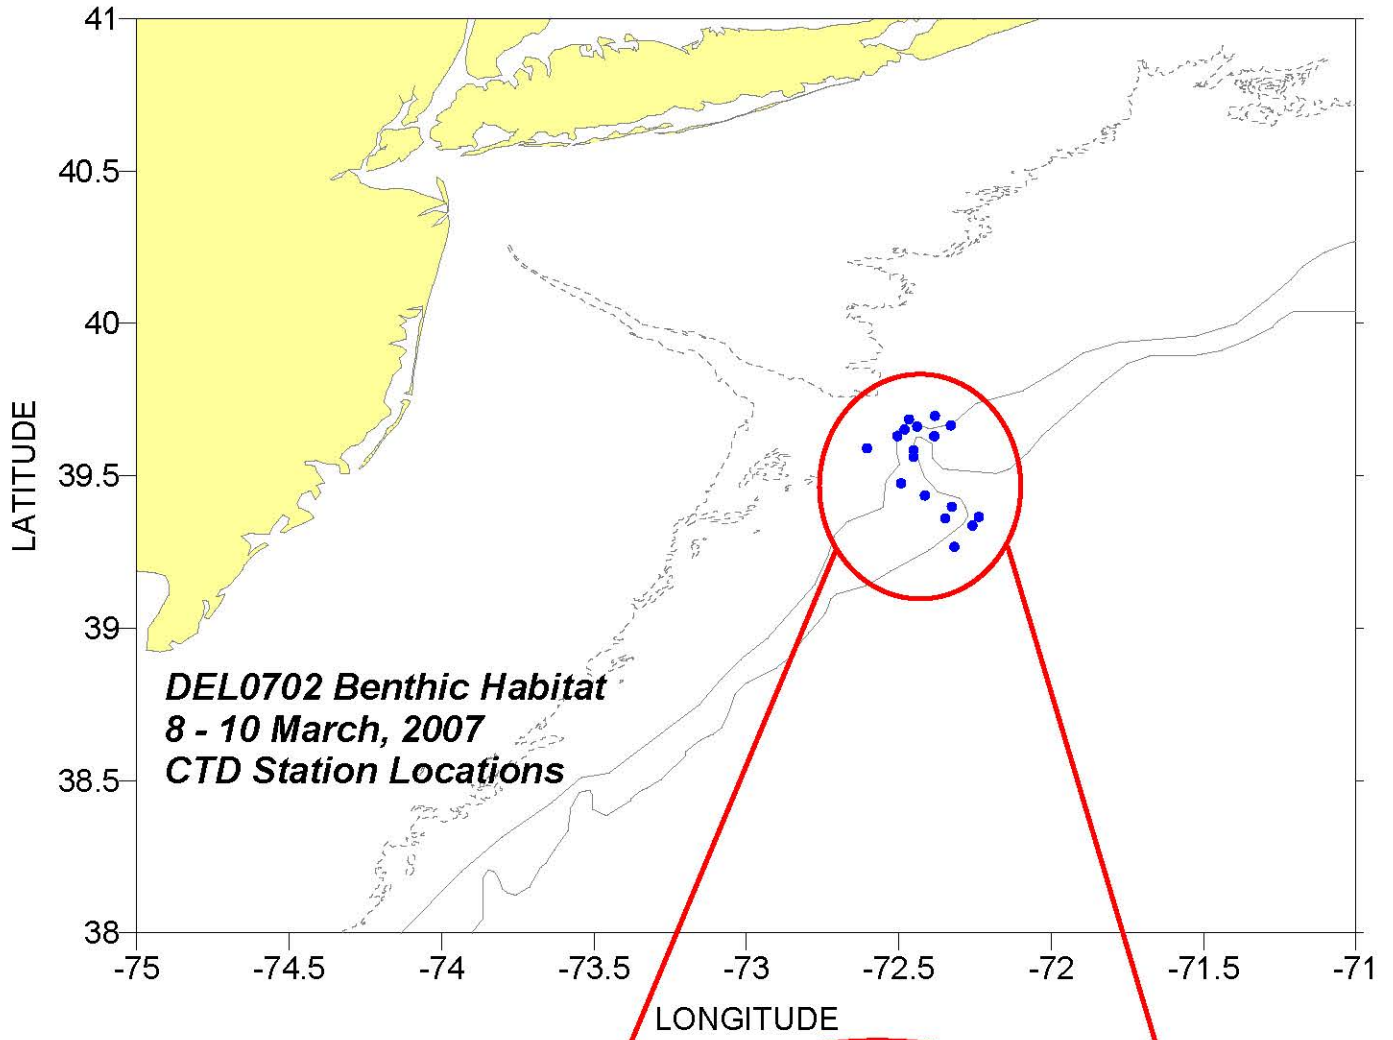 41
40.5
40
39.5
39
38.5
38
LATITUDE
DEL0702 Benthic Habitat
8 - 10 March, 2007
CTD Station Locations
-75 -74.5 -74 -73.5 -73 -72.5 -72 -71.5 -71
LONGITUDE